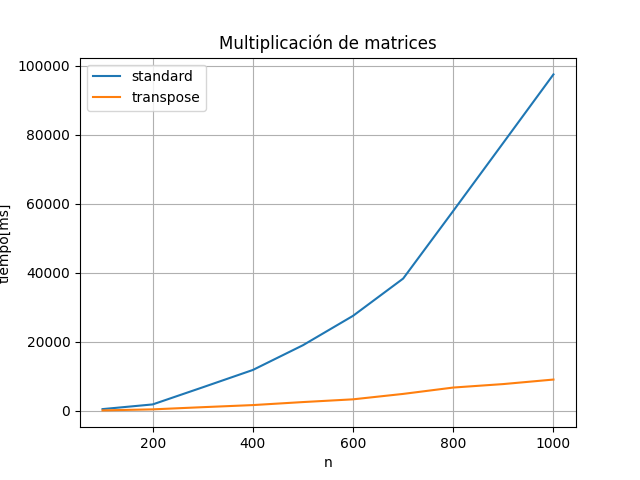 Multiplicación de matrices
standard
transpose
100000
80000
60000
40000
20000
0
tiempo[ms]
200 400 600 800 1000
n